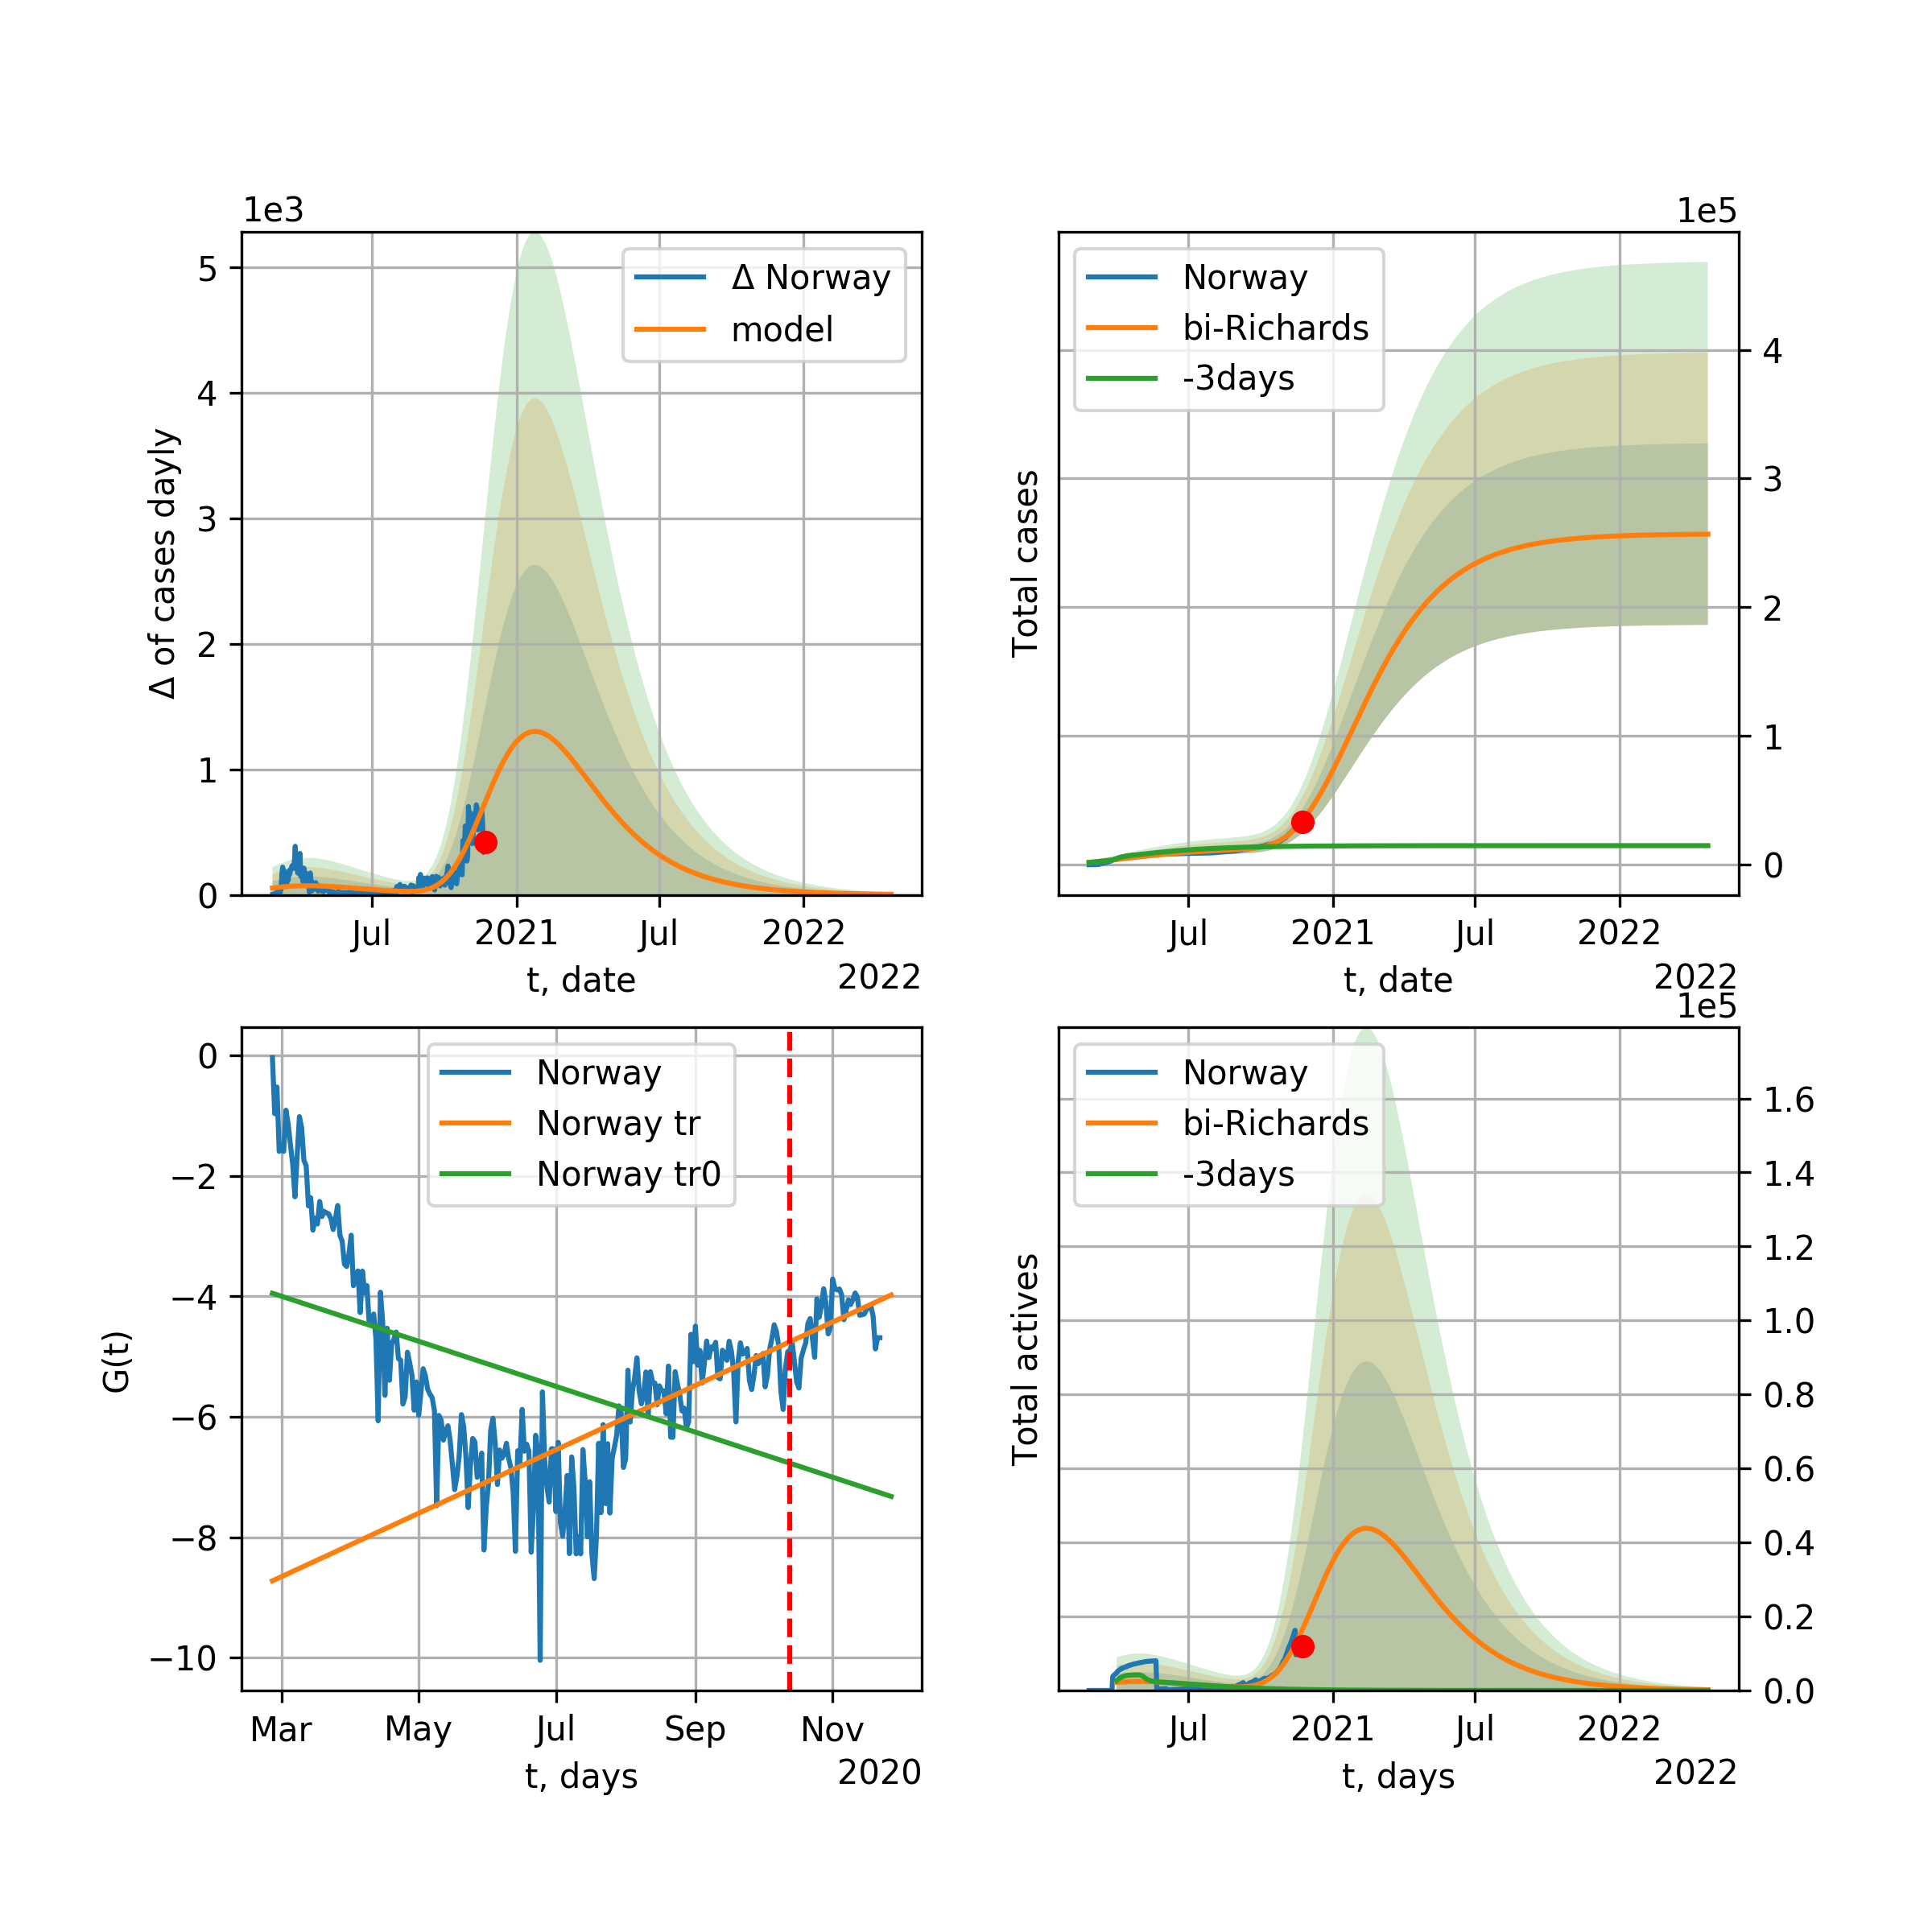 1e3
5
4
3
2
1
0
Δ of cases dayly
Δ Norway
model
Jul
2021
Jul
2022
t, date
2022
1e5
Norway
bi-Richards
-3days
Total cases
4
3
2
1
0
Jul
2021
Jul
2022
t, date
2022
0
−2
−4
−6
−8
−10
G(t)
Norway
Norway tr
Norway tr0
Mar
May
Jul
Sep
Nov
t, days
2020
1e5
Norway
bi-Richards
-3days
Total actives
1.6
1.4
1.2
1.0
0.8
0.6
0.4
0.2
0.0
Jul
2021
Jul
2022
t, days
2022